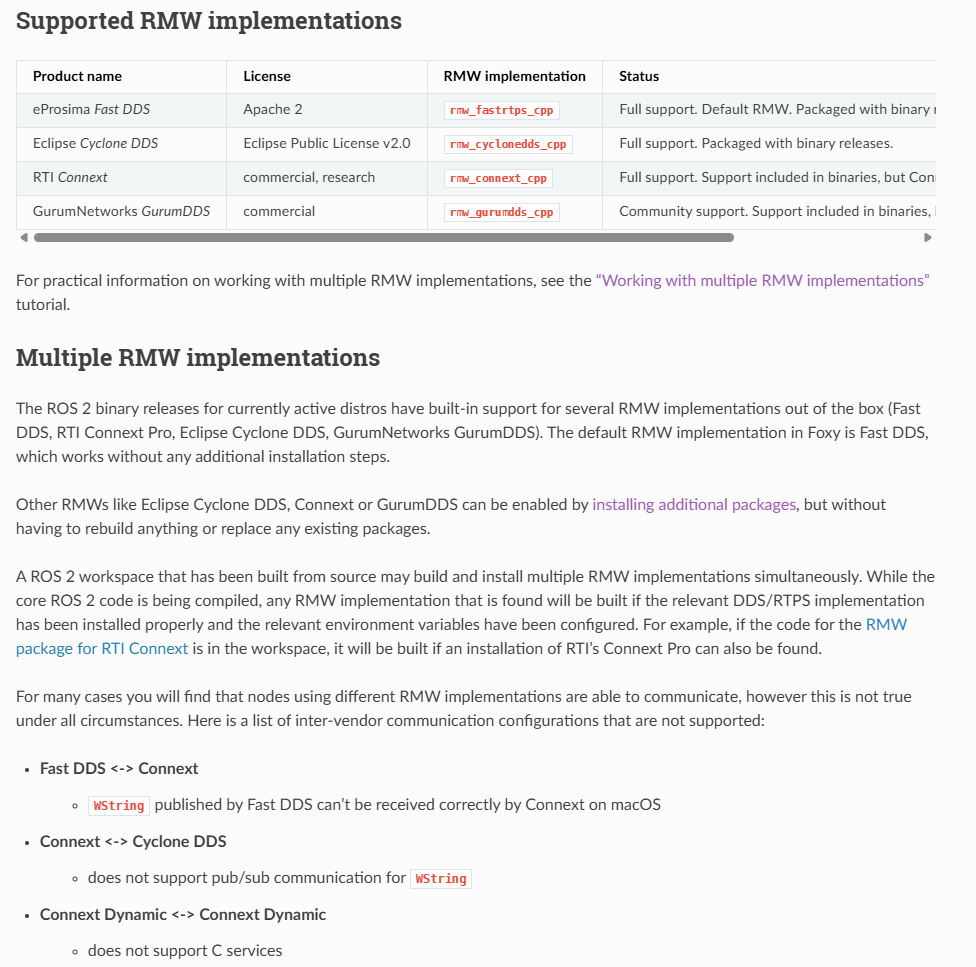 Supported RMW implementations
Product name License RMW implementation Status
eProsima Fast DDS Apache 2 rmw_fastrtps_cpp Full support. Default RMW. Packaged with binary
Eclipse Cyclone DDS Eclipse Public License v2.0 rmw_cyclonedds_cpp Full support. Packaged with binary releases.
RTI Connext commercial, research rmw_connext_cpp Full support. Support included in binaries, but Con
GurumNetworks GurumDDS commercial rmw_gurumdds_cpp Community support. Support included in binaries,
For practical information on working with multiple RMW implementations, see the “Working with multiple RMW implementations”
tutorial.
Multiple RMW implementations
The ROS 2 binary releases for currently active distros have built-in support for several RMW implementations out of the box (Fast
DDS, RTI Connext Pro, Eclipse Cyclone DDS, GurumNetworks GurumDDS). The default RMW implementation in Foxy is Fast DDS,
which works without any additional installation steps.
Other RMWs like Eclipse Cyclone DDS, Connext or GurumDDS can be enabled by installing additional packages, but without
having to rebuild anything or replace any existing packages.
A ROS 2 workspace that has been built from source may build and install multiple RMW implementations simultaneously. While the
core ROS 2 code is being compiled, any RMW implementation that is found will be built if the relevant DDS/RTPS implementation
has been installed properly and the relevant environment variables have been configured. For example, if the code for the RMW
package for RTI Connext is in the workspace, it will be built if an installation of RTI’s Connext Pro can also be found.
For many cases you will find that nodes using different RMW implementations are able to communicate, however this is not true
under all circumstances. Here is a list of inter-vendor communication configurations that are not supported:
• Fast DDS <-> Connext
◦ WString published by Fast DDS can’t be received correctly by Connext on macOS
• Connext <-> Cyclone DDS
◦ does not support pub/sub communication for WString
• Connext Dynamic <-> Connext Dynamic
◦ does not support C services